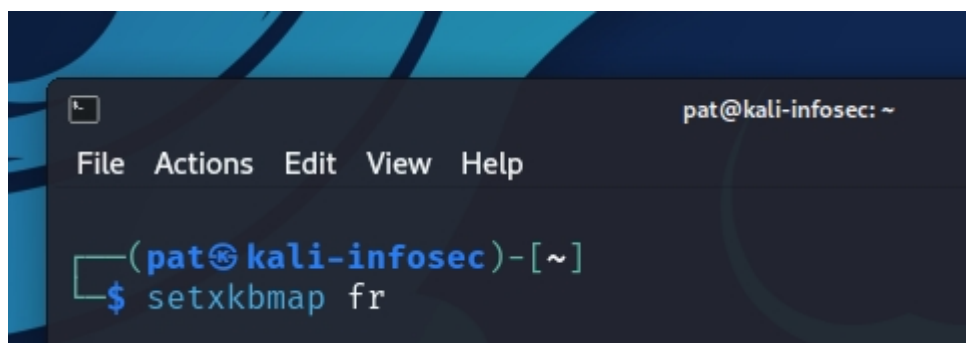 pat@kali-infosec: ~
File Actions Edit View Help
┌──(pat㉿kali-infosec)-[~]
└─$ setxkbmap fr